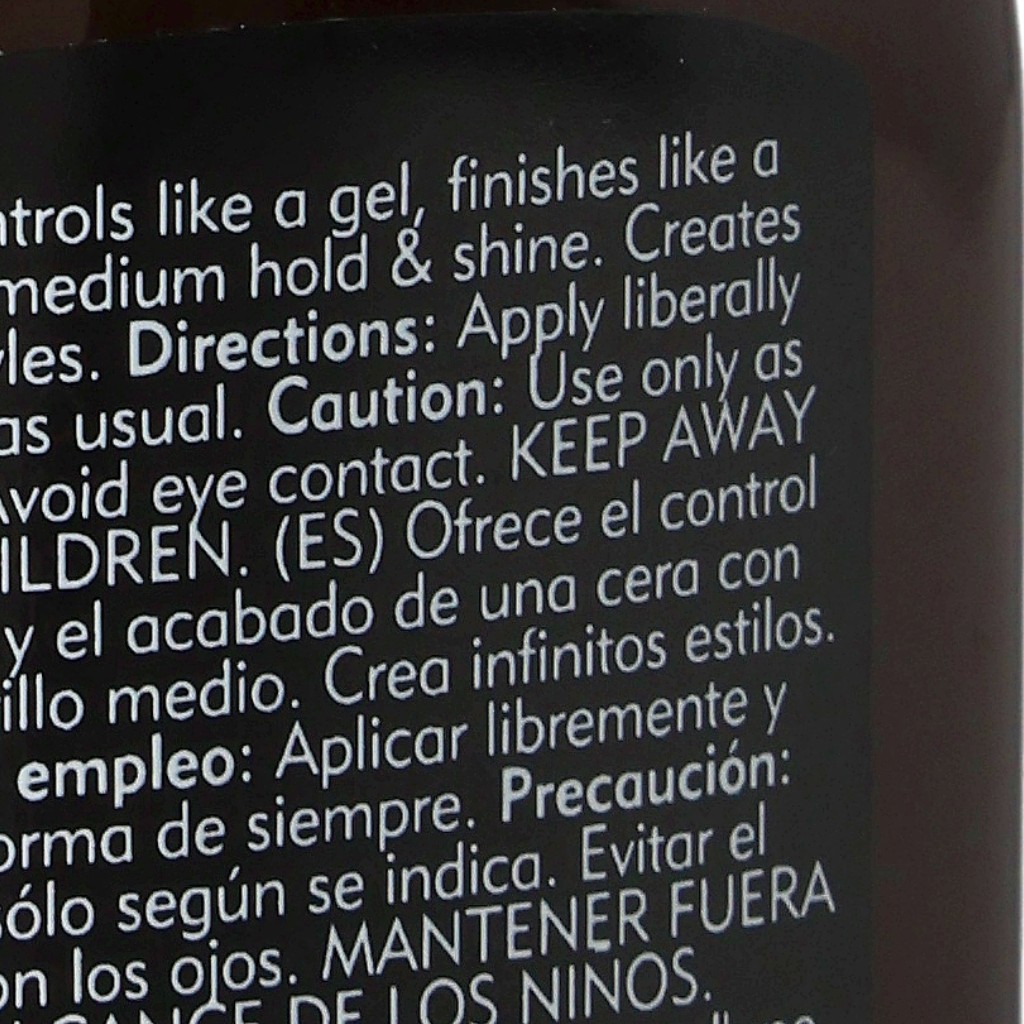 ntrols like a gel, finishes like a
medium hold & shine. Creates
yles. Directions: Apply liberally
as usual. Caution: Use only as
Avoid eye contact. KEEP AWAY
ILDREN. (ES) Ofrece el control
y el acabado de una cera con
illo medio. Crea infinitos estilos.
empleo: Aplicar libremente y
orma de siempre. Precaución:
sólo según se indica. Evitar el
on los ojos. MANTENER FUERA
DE LOS NINOS.